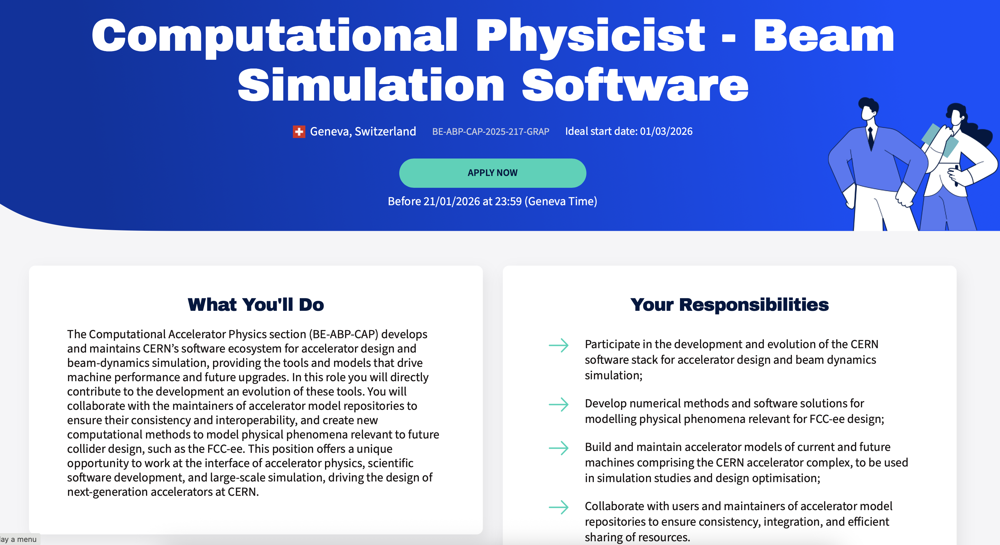 Computational Physicist - Beam
Simulation Software
Geneva, Switzerland BE-ABP-CAP-2025-217-GRAP Ideal start date: 01/03/2026
APPLY NOW
Before 21/01/2026 at 23:59 (Geneva Time)
What You'll Do
The Computational Accelerator Physics section (BE-ABP-CAP) develops
and maintains CERN’s software ecosystem for accelerator design and
beam-dynamics simulation, providing the tools and models that drive
machine performance and future upgrades. In this role you will directly
contribute to the development an evolution of these tools. You will
collaborate with the maintainers of accelerator model repositories to
ensure their consistency and interoperability, and create new
computational methods to model physical phenomena relevant to future
collider design, such as the FCC-ee. This position offers a unique
opportunity to work at the interface of accelerator physics, scientific
software development, and large-scale simulation, driving the design of
next-generation accelerators at CERN.
Your Responsibilities
Participate in the development and evolution of the CERN
software stack for accelerator design and beam dynamics
simulation;
Develop numerical methods and software solutions for
modelling physical phenomena relevant for FCC-ee design;
Build and maintain accelerator models of current and future
machines comprising the CERN accelerator complex, to be used
in simulation studies and design optimisation;
Collaborate with users and maintainers of accelerator model
repositories to ensure consistency, integration, and efficient
sharing of resources.
a menu